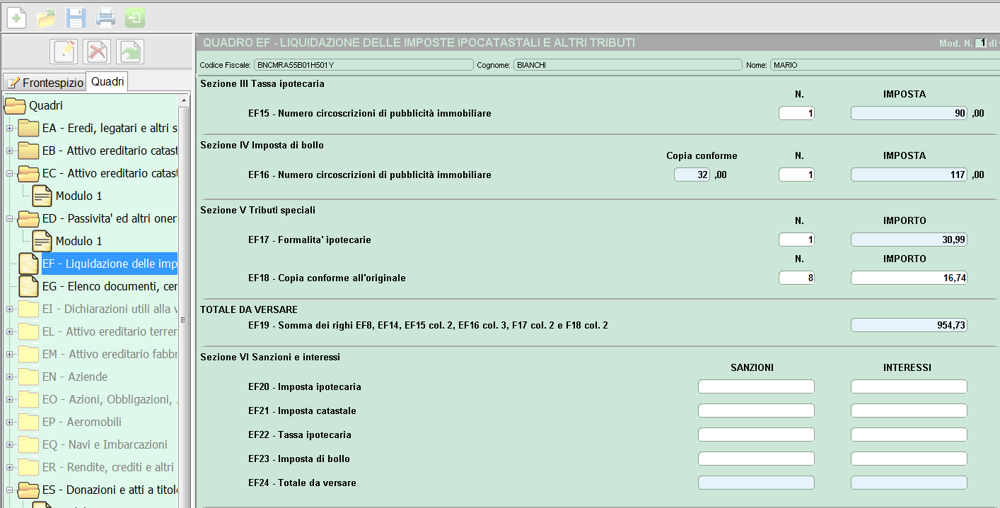 QUADRO EF - LIQUIDAZIONE DELLE IMPOSTE IPOCATASTALI E ALTRI TRIBUTI
Mod. N. 1 di
Codice Fiscale: BNCMRA55B01H501Y Cognome: BIANCHI Nome: MARIO
Frontespizio Quadri
Quadri
EA - Eredi, legatari e altri s
EB - Attivo ereditario catast
EC - Attivo ereditario catast
Modulo 1
ED - Passivita' ed altri oner
Modulo 1
EF - Liquidazione delle imp
EG - Elenco documenti, cer
EI - Dichiarazioni utili alla v
EL - Attivo ereditario terrer
EM - Attivo ereditario fabbr
EN - Aziende
EO - Azioni, Obbligazioni,
EP - Aeromobili
EQ - Navi e Imbarcazioni
ER - Rendite, crediti e altri
ES - Donazioni e atti a titolo
Sezione III Tassa ipotecaria
N. IMPOSTA
EF15 - Numero circoscrizioni di pubblicità immobiliare 1 90 ,00
Sezione IV Imposta di bollo
Copia conforme N. IMPOSTA
EF16 - Numero circoscrizioni di pubblicità immobiliare 32 ,00 1 117 ,00
Sezione V Tributi speciali
N. IMPORTO
EF17 - Formalita' ipotecarie 1 30,99
N. IMPORTO
EF18 - Copia conforme all'originale 8 16,74
TOTALE DA VERSARE
EF19 - Somma dei righi EF8, EF14, EF15 col. 2, EF16 col. 3, F17 col. 2 e F18 col. 2 954,73
Sezione VI Sanzioni e interessi
SANZIONI INTERESSI
EF20 - Imposta ipotecaria
EF21 - Imposta catastale
EF22 - Tassa ipotecaria
EF23 - Imposta di bollo
EF24 - Totale da versare